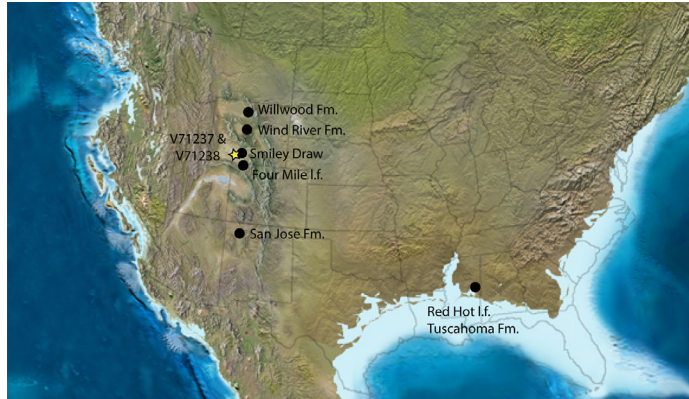 Willwood Fm.
Wind River Fm.
V71237 &
V71238
Smiley Draw
Four Mile l.f.
San Jose Fm.
Red Hot l.f.
Tuscahoma Fm.